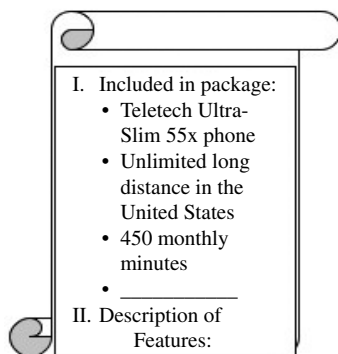 I. Included in package:
• Teletech Ultra-
Slim 55x phone
• Unlimited long
distance in the
United States
• 450 monthly
minutes
• ___________
II. Description of
Features: